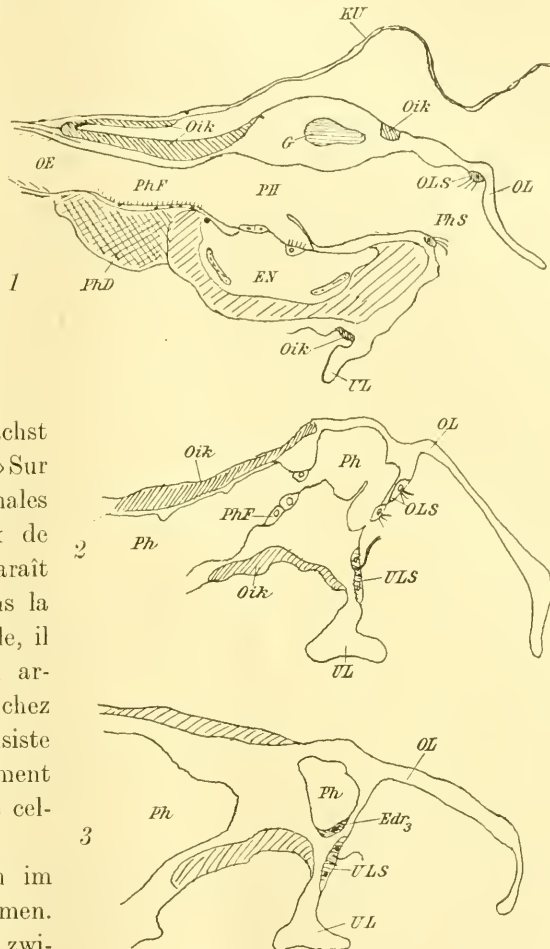 KU
Oik
Oik
G
OE
OLS
OL
PhF
PH
PhS
1
PhD
EN
Oik
UL
chst
»Sur
nales
de
araît
ns la
le, il
ar-
chez
siste
ment
cel-
n im
men.
zwi-
2
Oik
Ph
OL
PhF
OLS
Ph
Oik
ULS
UL
3
OL
Ph
Ph
Edr3
ULS
UL